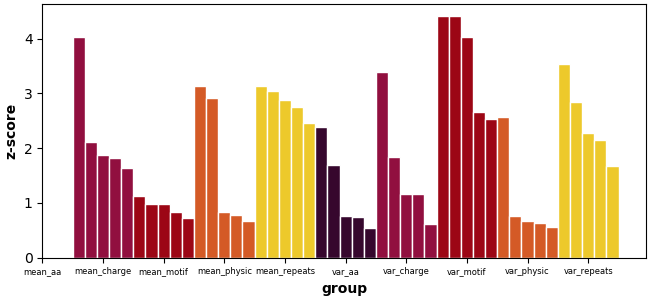 4
3
2
1
0
z-score
mean_aa mean_charge mean_motif mean_physic mean_repeats var_aa var_charge var_motif var_physic var_repeats
group